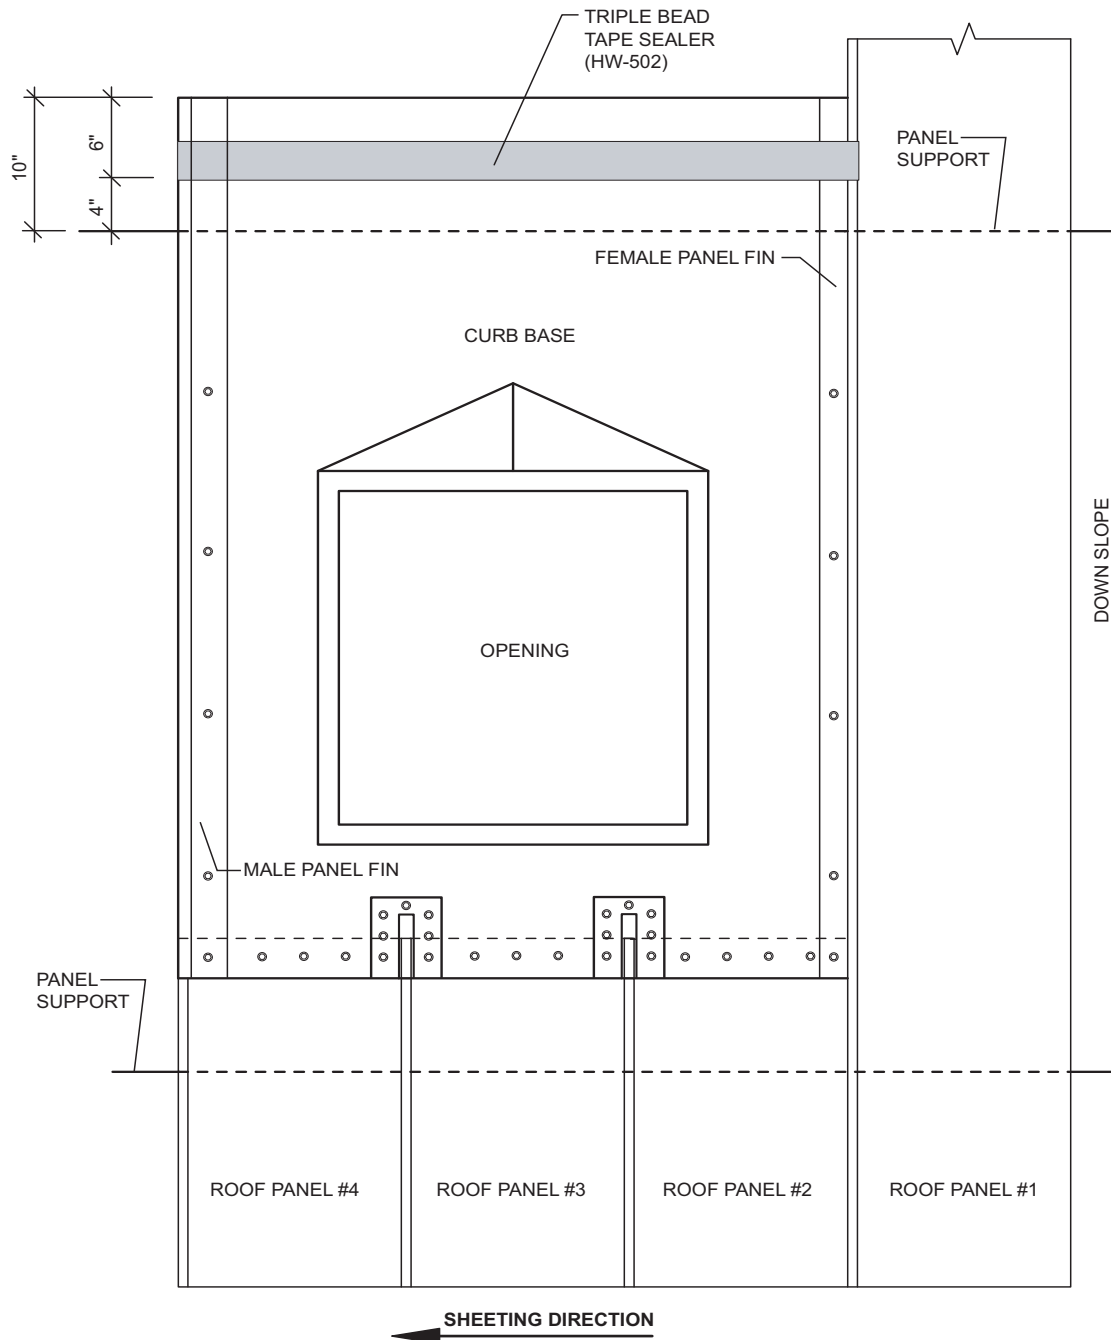 TRIPLE BEAD
TAPE SEALER
(HW-502)
PANEL
SUPPORT
10"
6"
4"
FEMALE PANEL FIN
CURB BASE
DOWN SLOPE
OPENING
MALE PANEL FIN
PANEL
SUPPORT
ROOF PANEL #4
ROOF PANEL #3
ROOF PANEL #2
ROOF PANEL #1
SHEETING DIRECTION